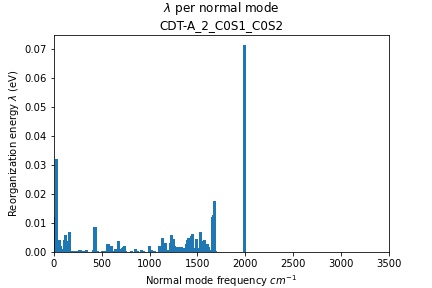 λ per normal mode
CDT-A_2_C0S1_C0S2
Reorganization energy λ (eV)
0.07
0.06
0.05
0.04
0.03
0.02
0.01
0.00
0 500 1000 1500 2000 2500 3000 3500
Normal mode frequency cm⁻¹